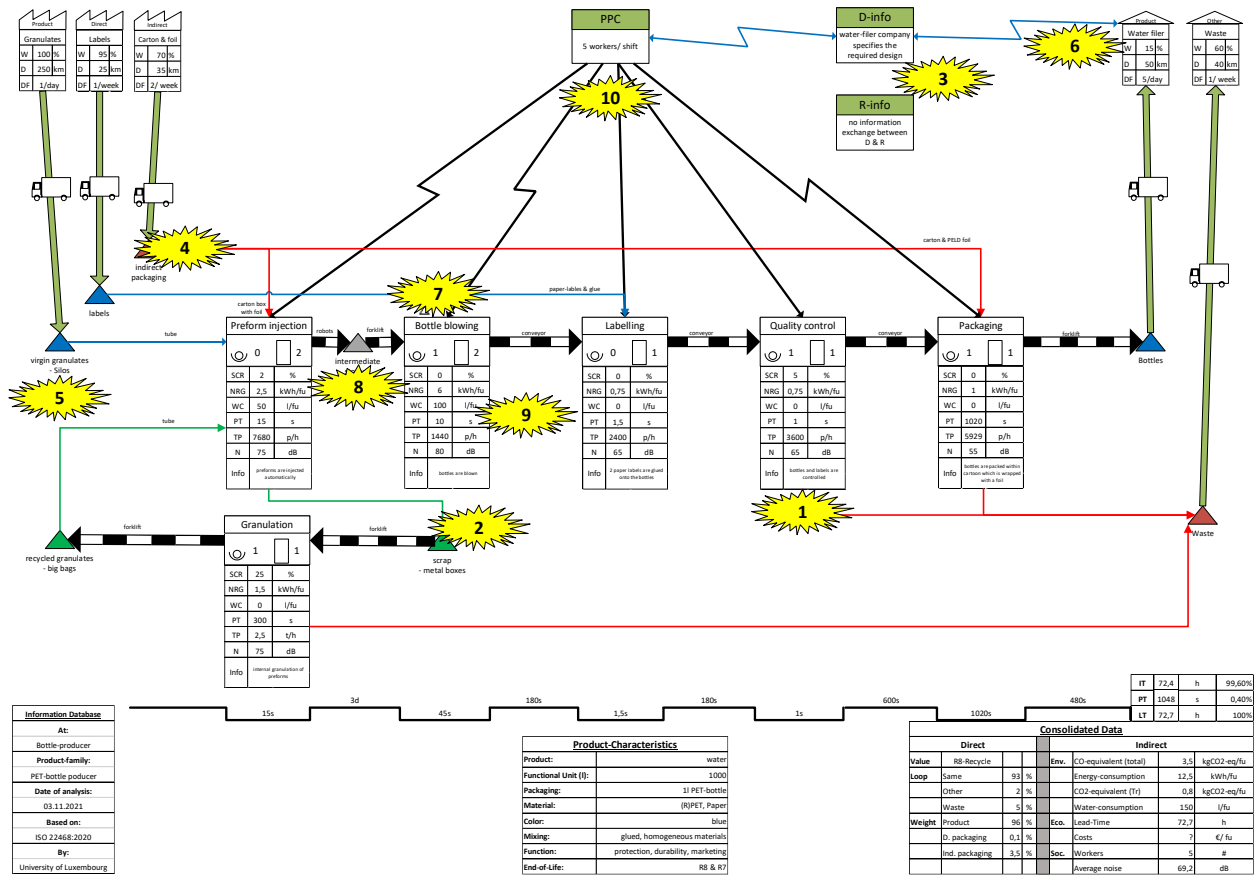 Product
Granulates
W 100 %
D 250 km
DF 1/day
Direct
Labels
W 95 %
D 25 km
DF 1/week
Indirect
Carton & foil
W 70 %
D 35 km
DF 2/ week
PPC
5 workers/ shift
10
D-info
water-filer company
specifies the
required design
3
R-info
no information
exchange between
D & R
6
Product
Water filer
W 15 %
D 50 km
DF 5/day
Other
Waste
W 60 %
D 40 km
DF 1/ week
4
indirect
packaging
carton & PELD foil
labels
7
paper-lables & glue
carton box
with foil
virgin granulates
- Silos
5
tube
tube
Preform injection
0 2
SCR 2 %
NRG 2,5 kWh/fu
WC 50 l/fu
PT 15 s
TP 7680 p/h
N 75 dB
Info
preforms are injected
automatically
robots
forklift
intermediate
8
Bottle blowing
1 2
SCR 0 %
NRG 6 kWh/fu
WC 100 l/fu
PT 10 s
TP 1440 p/h
N 80 dB
Info
bottles are blown
9
conveyor
Labelling
0 1
SCR 0 %
NRG 0,75 kWh/fu
WC 0 l/fu
PT 1,5 s
TP 2400 p/h
N 65 dB
Info
2 paper labels are glued
onto the bottles
conveyor
Quality control
1 1
SCR 5 %
NRG 0,75 kWh/fu
WC 0 l/fu
PT 1 s
TP 3600 p/h
N 65 dB
Info
bottles and labels are
controlled
1
conveyor
Packaging
1 1
SCR 0 %
NRG 1 kWh/fu
WC 0 l/fu
PT 1020 s
TP 5929 p/h
N 55 dB
Info
bottles are packed within
cartoon which is wrapped
with a foil
forklift
Bottles
Waste
2
scrap
- metal boxes
forklift
Granulation
1 1
SCR 25 %
NRG 1,5 kWh/fu
WC 0 l/fu
PT 300 s
TP 2,5 t/h
N 75 dB
Info
internal granulation of
preforms
forklift
recycled granulates
- big bags
15s
3d
45s
180s
1,5s
180s
1s
600s
1020s
480s
IT 72,4 h 99,60%
PT 1048 s 0,40%
LT 72,7 h 100%
Information Database
At:
Bottle-producer
Product-family:
PET-bottle poducer
Date of analysis:
03.11.2021
Based on:
ISO 22468:2020
By:
University of Luxembourg
Product-Characteristics
Product: water
Functional Unit (l): 1000
Packaging: 1l PET-bottle
Material: (R)PET, Paper
Color: blue
Mixing: glued, homogeneous materials
Function: protection, durability, marketing
End-of-Life: R8 & R7
Consolidated Data
Direct Indirect
Value R8-Recycle Env. CO-equivalent (total) 3,5 kgCO2-eq/fu
Loop Same 93 % Energy-consumption 12,5 kWh/fu
Other 2 % CO2-equivalent (Tr) 0,8 kgCO2-eq/fu
Waste 5 % Water-consumption 150 l/fu
Weight Product 96 % Eco. Lead-Time 72,7 h
D. packaging 0,1 % Costs ? €/ fu
Ind. packaging 3,5 % Soc. Workers 5 #
Average noise 69,2 dB